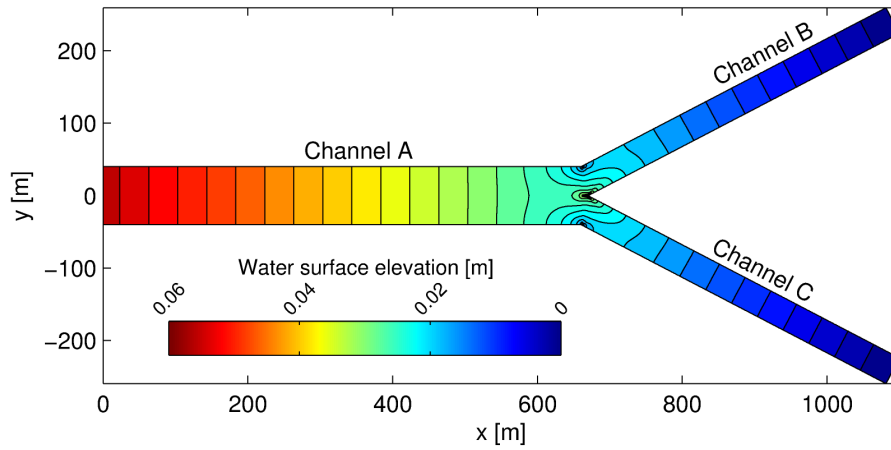 200
100
0
−100
−200
y [m]
Channel A
Channel B
Channel C
Water surface elevation [m]
0.06 0.04 0.02 0
0 200 400 600 800 1000
x [m]